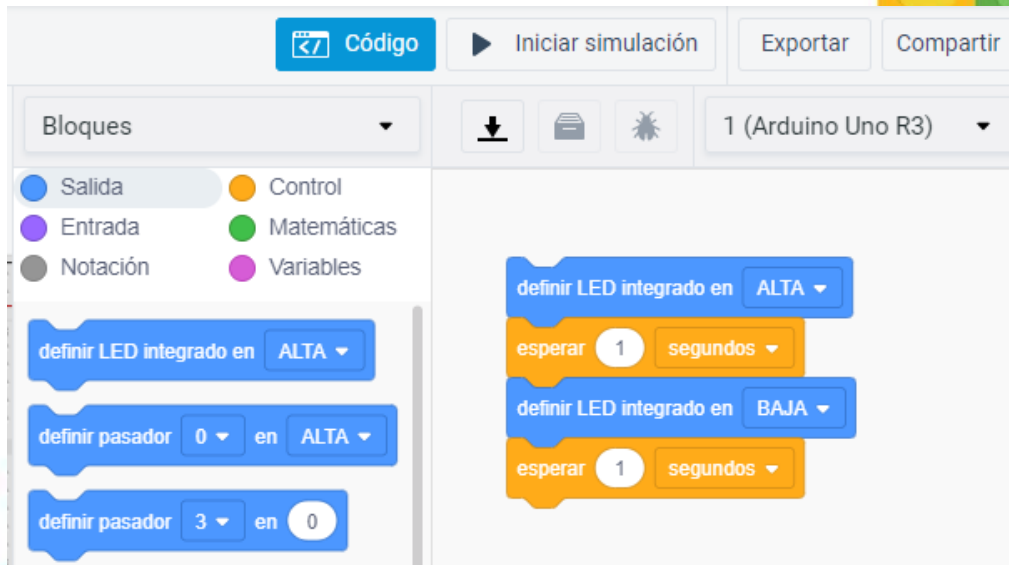 Código
Iniciar simulación
Exportar
Compartir
Bloques
1 (Arduino Uno R3)
Salida
Control
Entrada
Matemáticas
Notación
Variables
definir LED integrado en ALTA
definir pasador 0 en ALTA
definir pasador 3 en 0
definir LED integrado en ALTA
esperar 1 segundos
definir LED integrado en BAJA
esperar 1 segundos